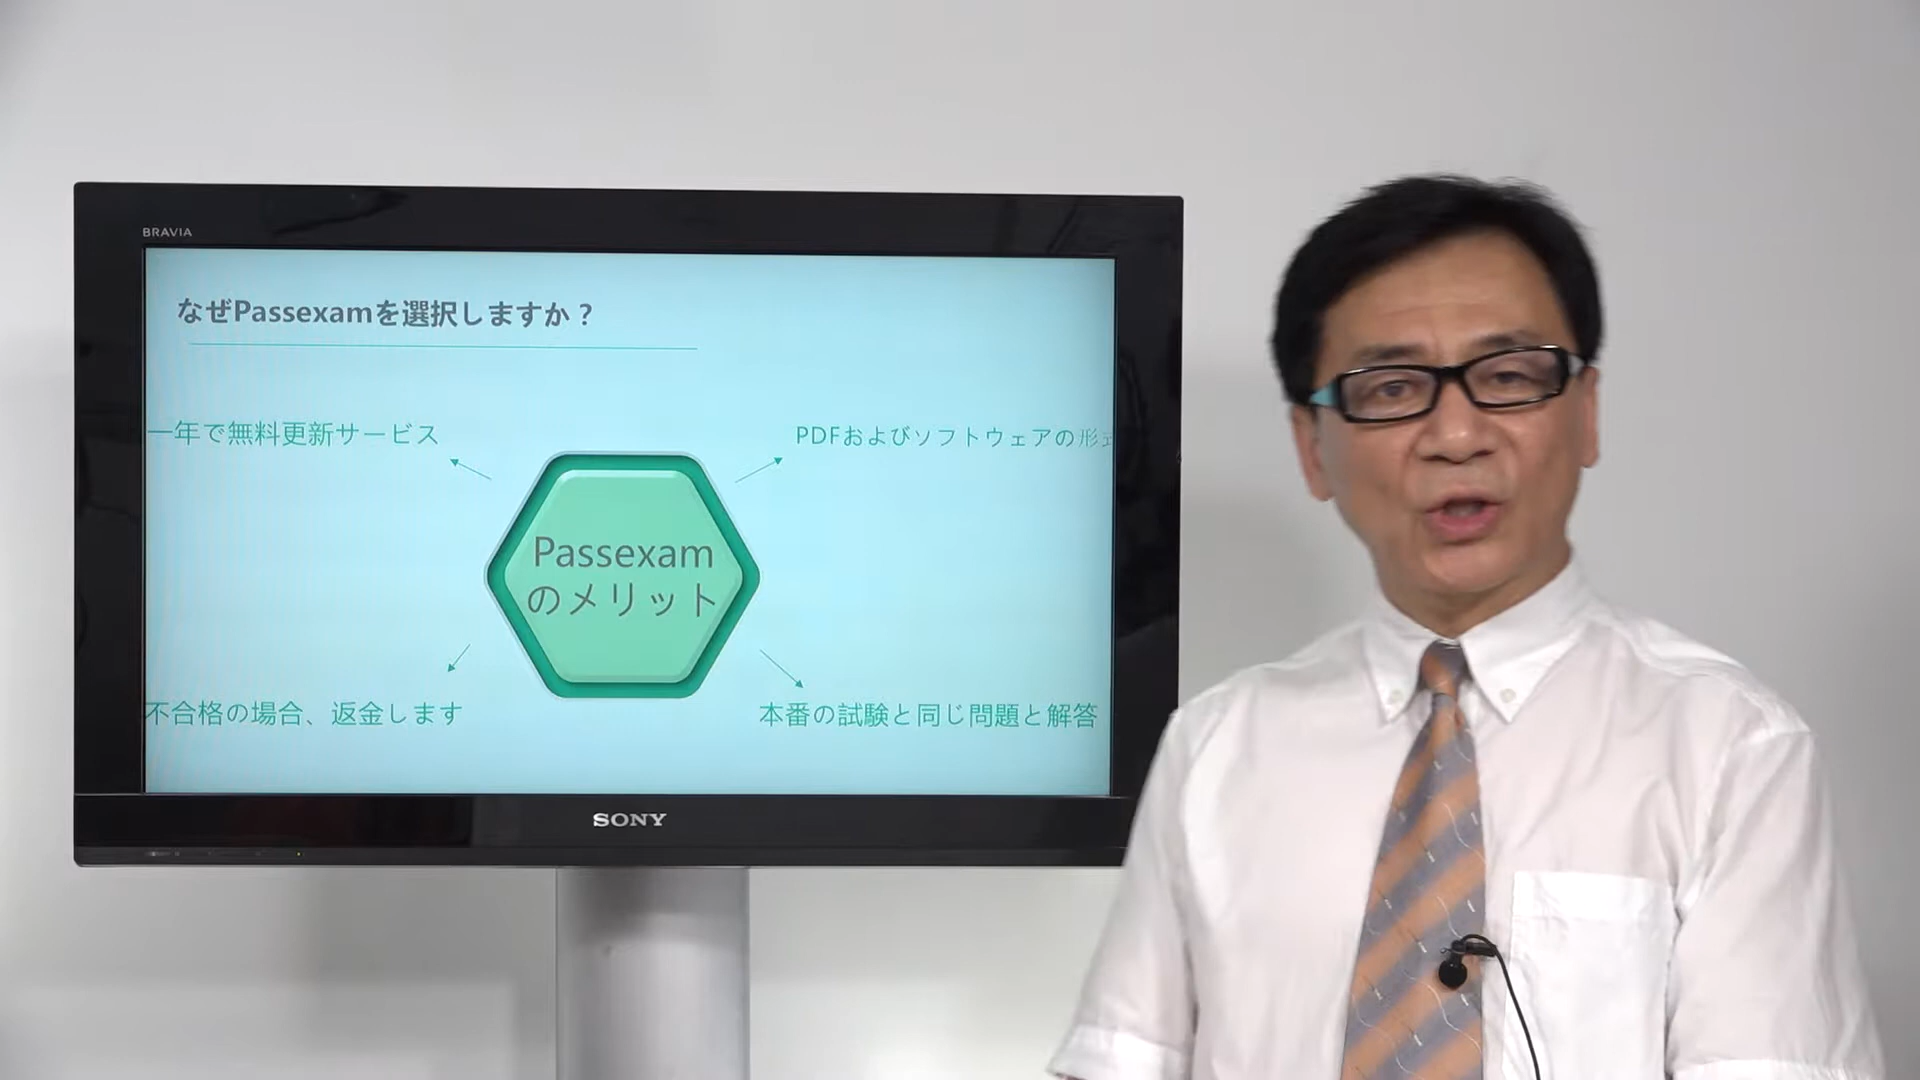 BRAVIA
なぜPassexamを選択しますか？
一年で無料更新サービス
PDFおよびソフトウェアの形
Passexam
のメリット
不合格の場合、返金します
本番の試験と同じ問題と解答
SONY